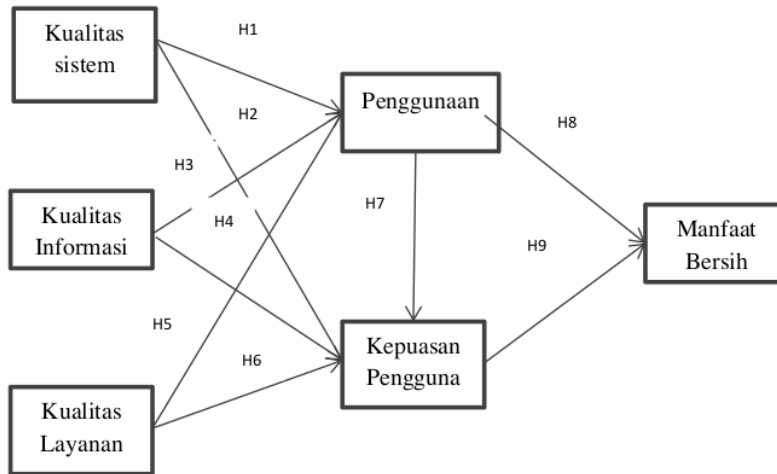 Kualitas
sistem
H1
Penggunaan
H2
H8
H3
Kualitas
Informasi
H4
H7
Manfaat
Bersih
H9
H5
H6
Kepuasan
Pengguna
Kualitas
Layanan